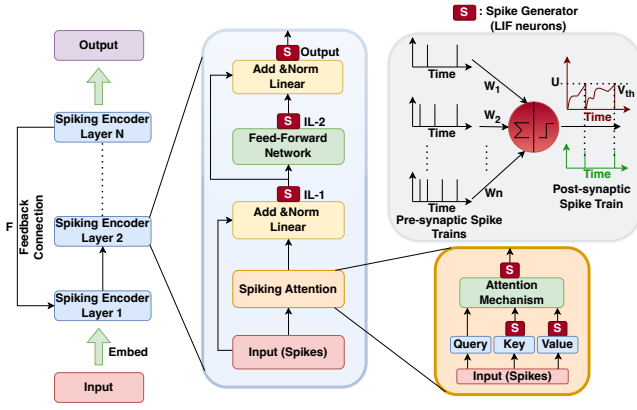 Output
Spiking Encoder
Layer N
F
Feedback
Connection
Spiking Encoder
Layer 2
Spiking Encoder
Layer 1
Embed
Input
S Output
Add &Norm
Linear
S IL-2
Feed-Forward
Network
S IL-1
Add &Norm
Linear
Spiking Attention
Input (Spikes)
S : Spike Generator
(LIF neurons)
Time
W1
Time
W2
Time
Wn
Pre-synaptic Spike
Trains
Σ
U
Vth
Time
Time
Post-synaptic
Spike Train
S
Attention
Mechanism
S
S
Query
Key
Value
Input (Spikes)